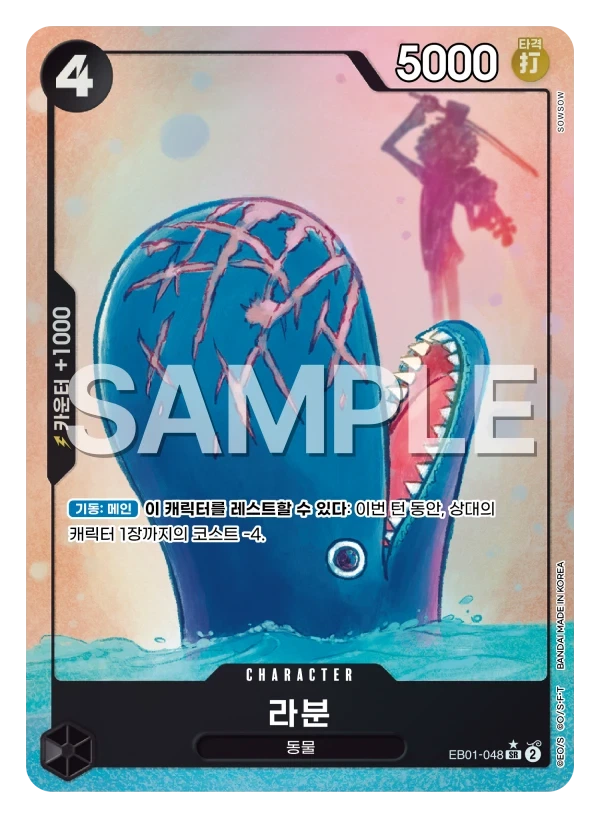 4
5000
타격
打
SOWSOW
카운터 +1000
SAMPLE
기동: 메인 이 캐릭터를 레스트할 수 있다: 이번 턴 동안, 상대의
캐릭터 1장까지의 코스트 -4.
CHARACTER
라분
동물
EB01-048 SR 2
©EO/S ©O/S·F·T BANDAI MADE IN KOREA